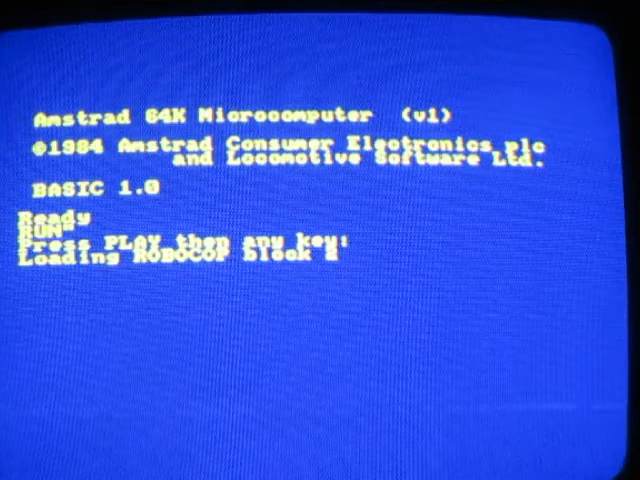 Amstrad 64K Microcomputer (v1)
©1984 Amstrad Consumer Electronics plc
and Locomotive Software Ltd.
BASIC 1.0
Ready
RUN"
Press PLAY then any key:
Loading ROBOCOP block